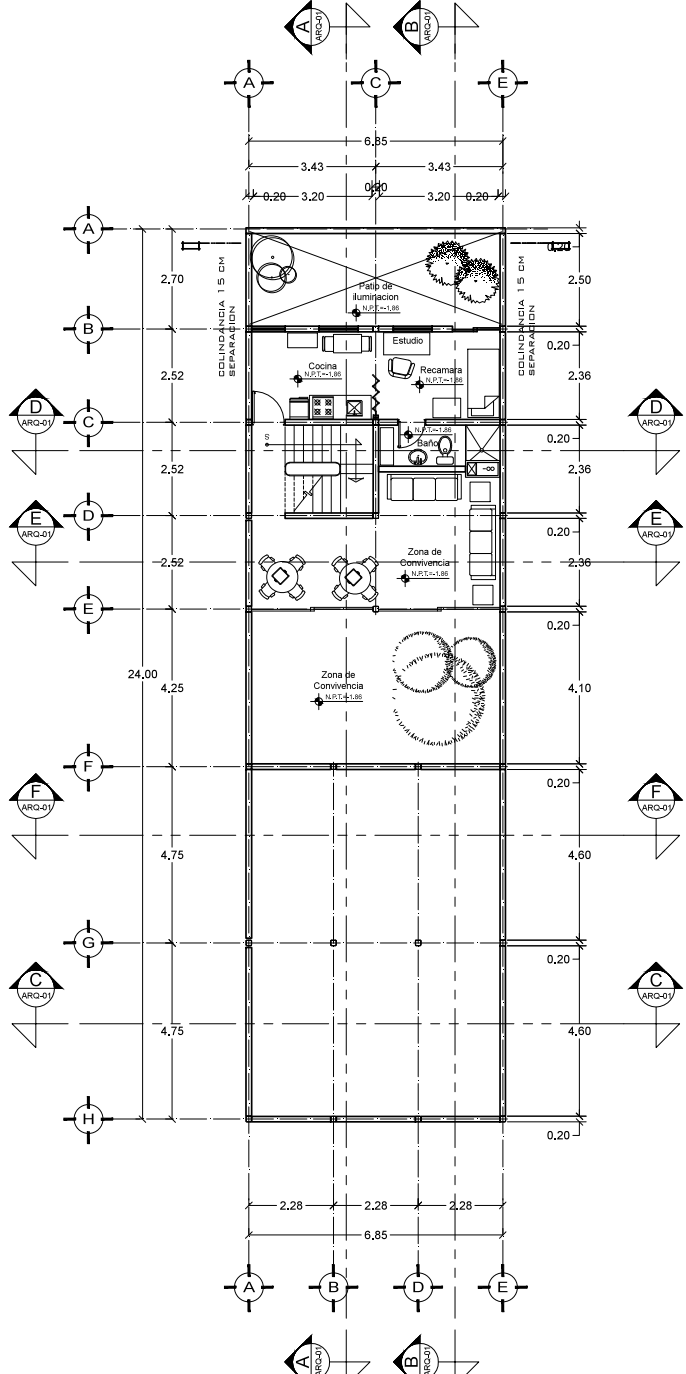 A
ARQ-01
B
ARQ-01
A
C
E
6.85
3.43
3.43
0.20
0.20
3.20
3.20
0.20
A
0.20
2.70
COLINDANCIA 15 CM
SEPARACION
COLINDANCIA 15 CM
SEPARACION
2.50
Patio de
iluminacion
N.P.T.=-1.86
B
0.20
Estudio
2.52
Cocina
N.P.T.=-1.86
Recamara
N.P.T.=-1.86
2.36
D
ARQ-01
D
ARQ-01
C
N.P.T.=-1.86
Baño
0.20
S
2.52
2.36
E
ARQ-01
E
ARQ-01
D
0.20
2.52
Zona de
Convivencia
N.P.T.=-1.86
2.36
E
0.20
24.00
4.25
Zona de
Convivencia
N.P.T.=-1.86
4.10
F
0.20
F
ARQ-01
F
ARQ-01
4.75
4.60
G
0.20
C
ARQ-01
C
ARQ-01
4.75
4.60
H
0.20
2.28
2.28
2.28
6.85
A
B
D
E
A
ARQ-01
B
ARQ-01